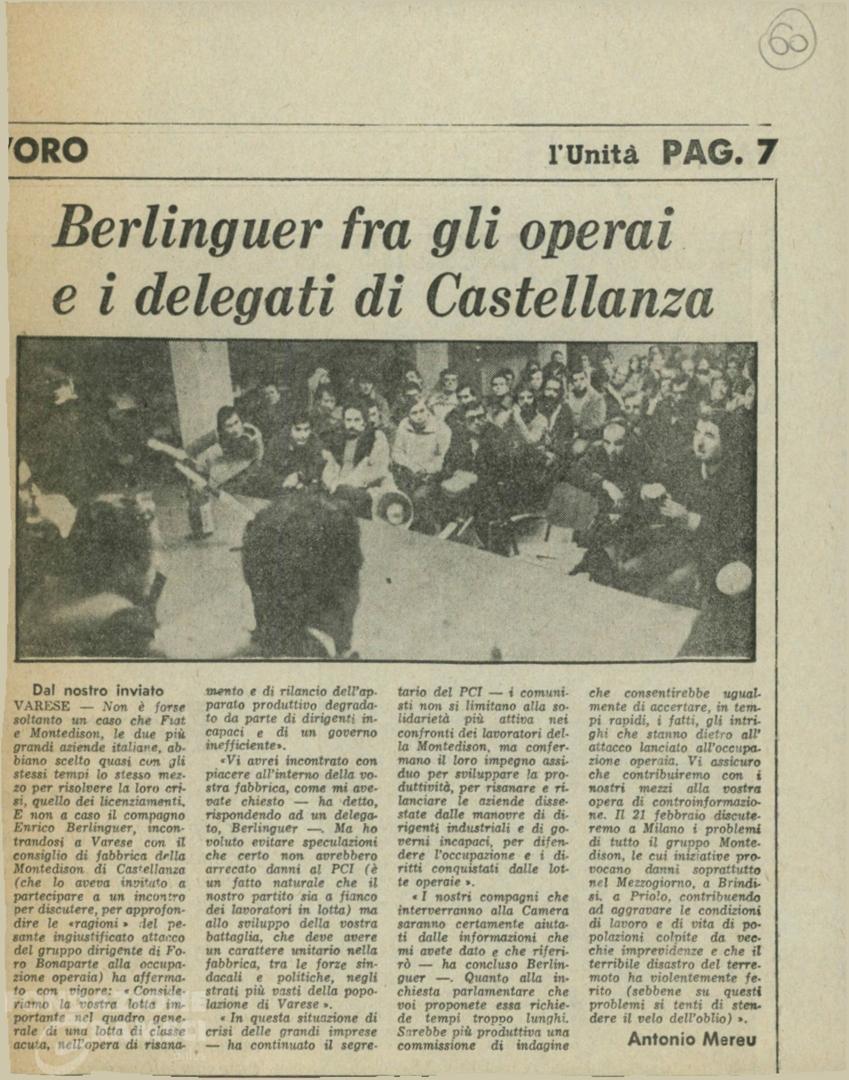 60
'ORO
l'Unità PAG. 7
Berlinguer fra gli operai
e i delegati di Castellanza
Dal nostro inviato
VARESE — Non è forse
soltanto un caso che Fiat
e Montedison, le due più
grandi aziende italiane, ab-
biano scelto quasi con gli
stessi tempi lo stesso mez-
zo per risolvere la loro cri-
si, quello dei licenziamenti.
E non a caso il compagno
Enrico Berlinguer, incon-
trandosi a Varese con il
consiglio di fabbrica della
Montedison di Castellanza
(che lo aveva invitato a
partecipare a un incontro
per discutere, per approfon-
dire le «ragioni» del pe-
sante ingiustificato attacco
del gruppo dirigente di Fo-
ro Bonaparte alla occupa-
zione operaia) ha afferma-
to con vigore: «Conside-
riamo la vostra lotta im-
portante nel quadro gene-
rale di una lotta di classe
acuta, nell'opera di risana-
mento e di rilancio dell'ap-
parato produttivo degrada-
to da parte di dirigenti in-
capaci e di un governo
inefficiente».
«Vi avrei incontrato con
piacere all'interno della vo-
stra fabbrica, come mi ave-
vate chiesto — ha detto,
rispondendo ad un delega-
to, Berlinguer —. Ma ho
voluto evitare speculazioni
che certo non avrebbero
arrecato danni al PCI (è
un fatto naturale che il
nostro partito sia a fianco
dei lavoratori in lotta) ma
allo sviluppo della vostra
battaglia, che deve avere
un carattere unitario nella
fabbrica, tra le forze sin-
dacali e politiche, negli
strati più vasti della popo-
lazione di Varese».
«In questa situazione di
crisi delle grandi imprese
— ha continuato il segre-
tario del PCI — i comuni-
sti non si limitano alla so-
lidarietà più attiva nei
confronti dei lavoratori del-
la Montedison, ma confer-
mano il loro impegno assi-
duo per sviluppare la pro-
duttività, per risanare e ri-
lanciare le aziende disse-
state dalle manovre di di-
rigenti industriali e di go-
verni incapaci, per difen-
dere l'occupazione e i di-
ritti conquistati dalle lot-
te operaie».
«I nostri compagni che
interverranno alla Camera
saranno certamente aiuta-
ti dalle informazioni che
mi avete dato e che riferi-
rò — ha concluso Berlin-
guer —. Quanto alla in-
chiesta parlamentare che
voi proponete essa richie-
de tempi troppo lunghi.
Sarebbe più produttiva una
commissione di indagine
che consentirebbe ugual-
mente di accertare, in tem-
pi rapidi, i fatti, gli intri-
ghi che stanno dietro all'
attacco lanciato all'occupa-
zione operaia. Vi assicuro
che contribuiremo con i
nostri mezzi alla vostra
opera di controinformazio-
ne. Il 21 febbraio discute-
remo a Milano i problemi
di tutto il gruppo Monte-
dison, le cui iniziative pro-
vocano danni soprattutto
nel Mezzogiorno, a Brindi-
si, a Priolo, contribuendo
ad aggravare le condizioni
di lavoro e di vita di po-
polazioni colpite da vec-
chie imprevidenze e che il
terribile disastro del terre-
moto ha violentemente fe-
rito (sebbene su questi
problemi si tenti di sten-
dere il velo dell'oblio)».
Antonio Mereu